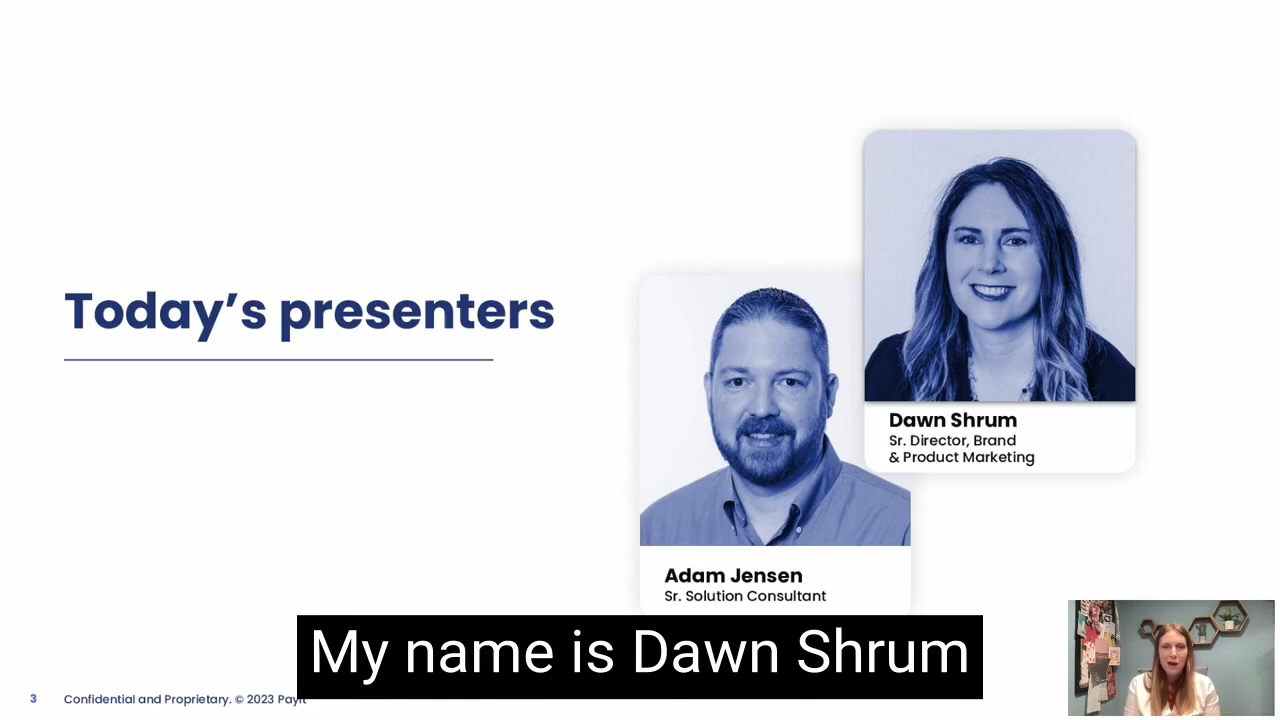 Today’s presenters
Dawn Shrum
Sr. Director, Brand
& Product Marketing
Adam Jensen
Sr. Solution Consultant
My name is Dawn Shrum
3
Confidential and Proprietary. © 2023 PayIt